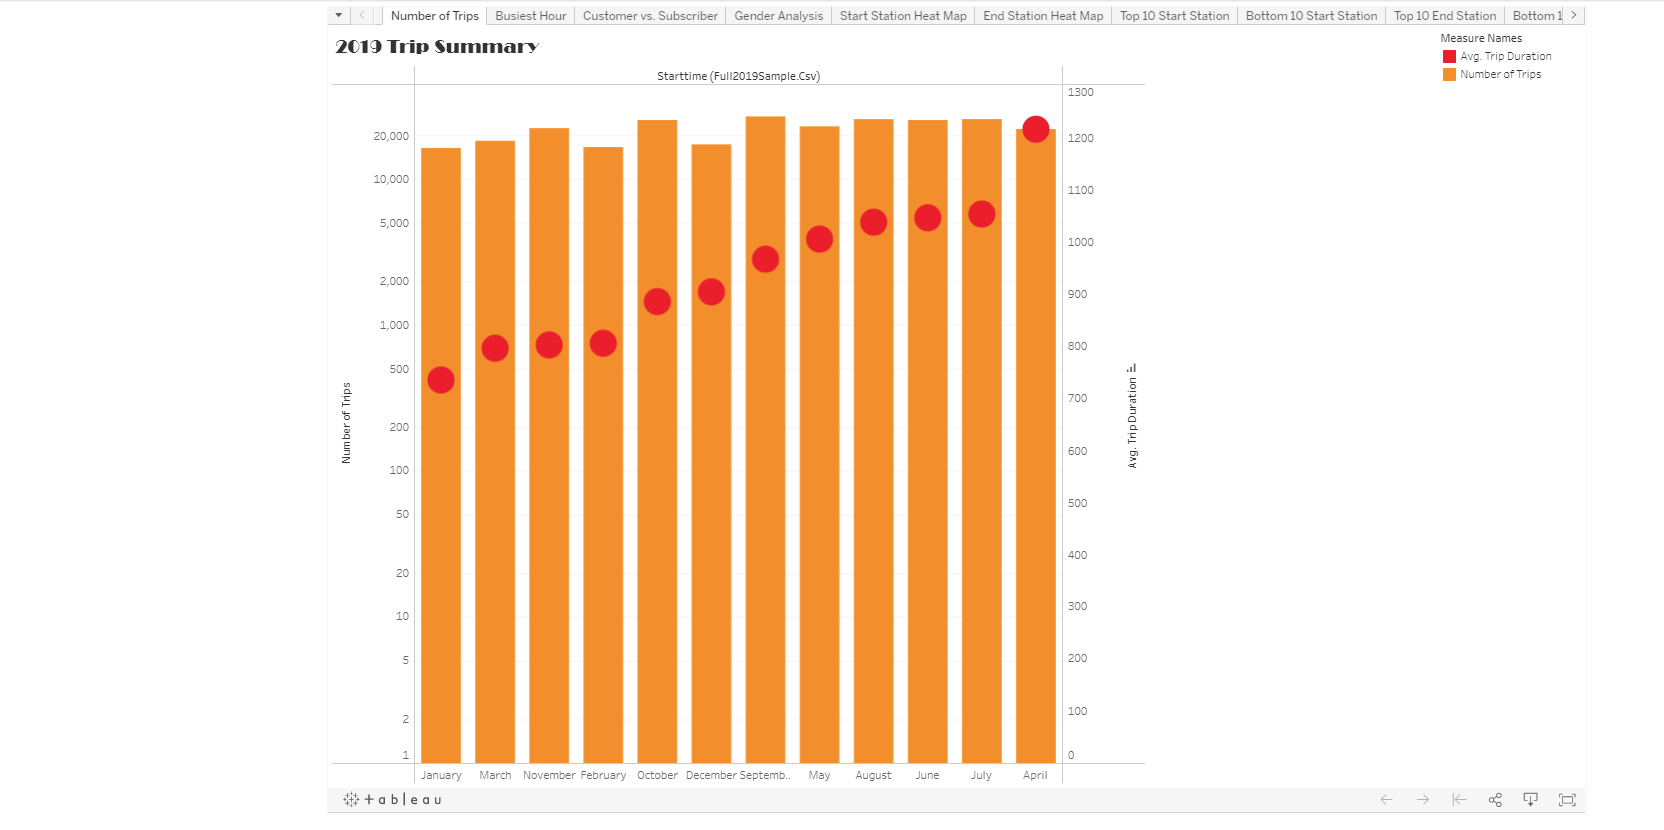 Number of Trips Busiest Hour Customer vs. Subscriber Gender Analysis Start Station Heat Map End Station Heat Map Top 10 Start Station Bottom 10 Start Station Top 10 End Station Bottom 1
2019 Trip Summary
Measure Names
Avg. Trip Duration
Number of Trips
Starttime (Full2019Sample.Csv)
20,000
10,000
5,000
2,000
1,000
500
200
100
50
20
10
5
2
1
Number of Trips
1300
1200
1100
1000
900
800
700
600
500
400
300
200
100
0
Avg. Trip Duration
January March November February October December Septemb.. May August June July April
+ableau